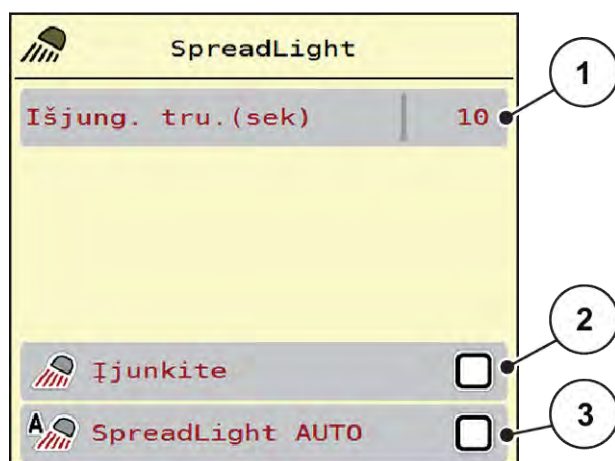 SpreadLight
Išjung. tru.(sek) 10
1
Įjunkite
2
A
SpreadLight AUTO
3